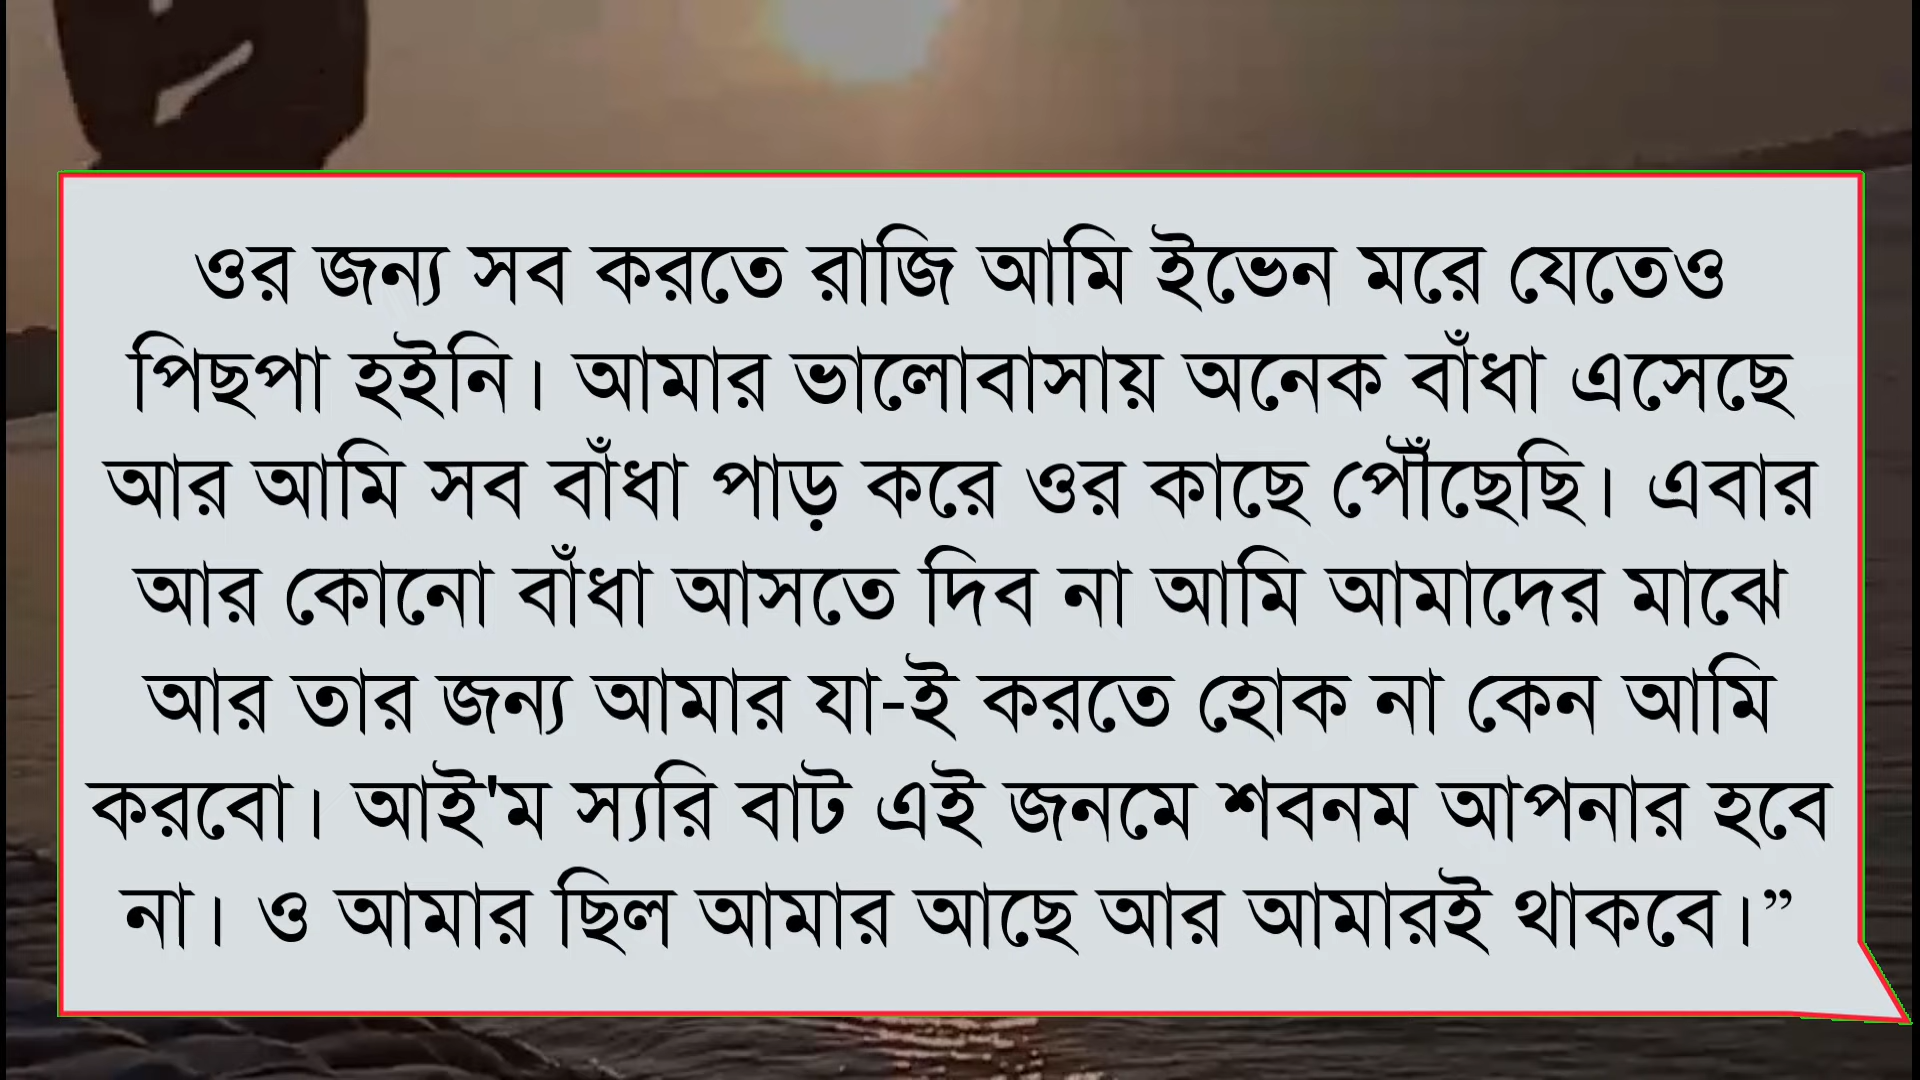 ওর জন্য সব করতে রাজি আমি ইভেন মরে যেতেও
পিছপা হইনি। আমার ভালোবাসায় অনেক বাঁধা এসেছে
আর আমি সব বাঁধা পাড় করে ওর কাছে পৌঁছেছি। এবার
আর কোনো বাঁধা আসতে দিব না আমি আমাদের মাঝে
আর তার জন্য আমার যা-ই করতে হোক না কেন আমি
করবো। আই'ম স্যরি বাট এই জনমে শবনম আপনার হবে
না। ও আমার ছিল আমার আছে আর আমারই থাকবে।”